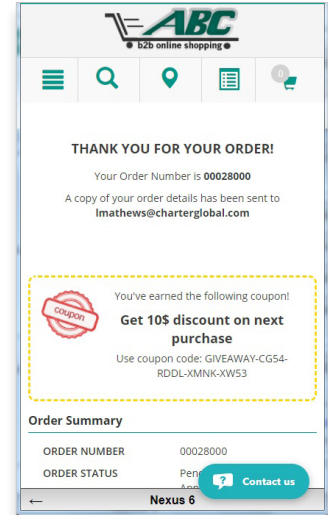 ABC
b2b online shopping
0
THANK YOU FOR YOUR ORDER!
Your Order Number is 00028000
A copy of your order details has been sent to
lmathews@charterglobal.com
coupon
You've earned the following coupon!
Get 10$ discount on next
purchase
Use coupon code: GIVEAWAY-CG54-
RDDL-XMNK-XW53
Order Summary
ORDER NUMBER 00028000
ORDER STATUS
? Contact us
← Nexus 6